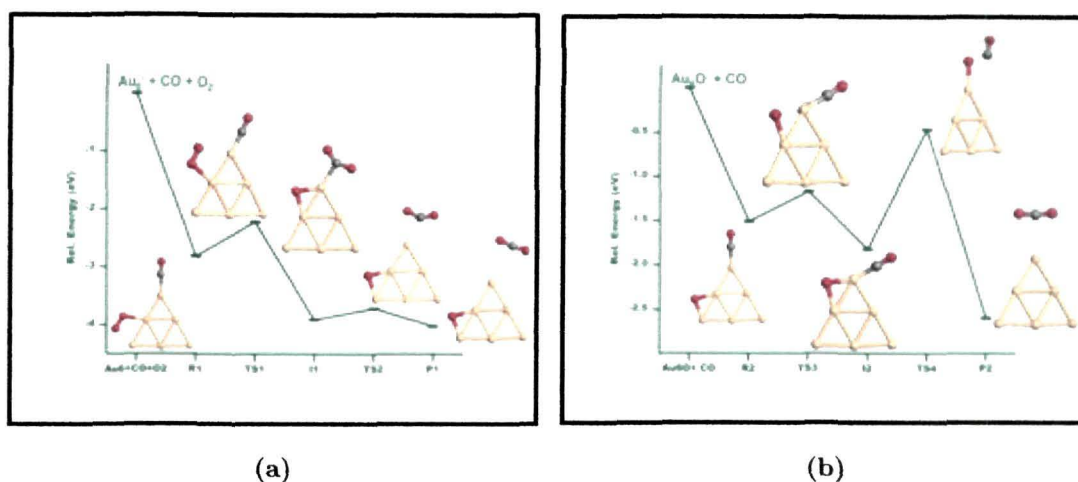 Au6 + CO + O2
Rel. Energy (eV)
-1
-2
-3
-4
Au6+CO+O2 R1 TS1 I1 TS2 P1
(a)
Au6O + CO
Rel. Energy (eV)
-0.5
-1.0
-1.5
-2.0
-2.5
Au6O+ CO R2 TS3 I2 TS4 P2
(b)